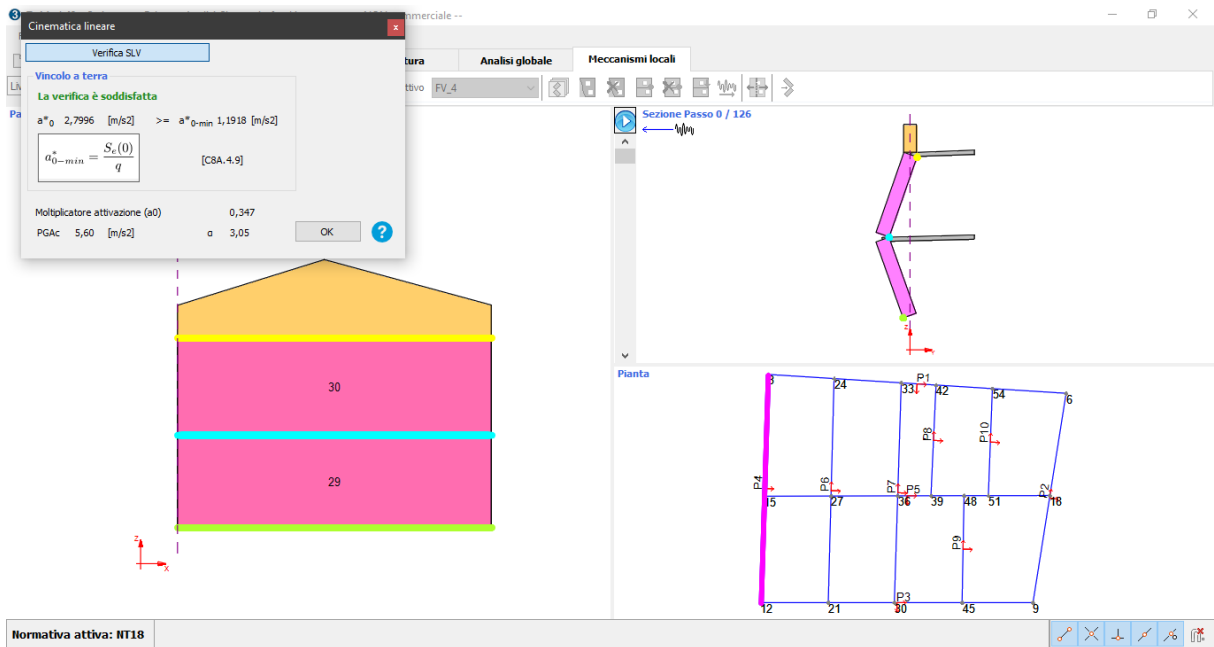 mmerciale --
Cinematica lineare
x
Verifica SLV
Vincolo a terra
La verifica è soddisfatta
a*0 2,7996 [m/s2] >= a*0-min 1,1918 [m/s2]
a*0−min = Se(0) / q
[C8A.4.9]
Moltiplicatore attivazione (a0) 0,347
PGAc 5,60 [m/s2] α 3,05
OK
?
tura
Analisi globale
Meccanismi locali
ttivo FV_4
Pa
Sezione Passo 0 / 126
z
30
29
z
x
Pianta
3
24
33
P1
42
54
6
P8
P10
P4
P6
P7
P5
P2
15
27
36
39
48
51
18
P9
P3
12
21
30
45
9
Normativa attiva: NT18